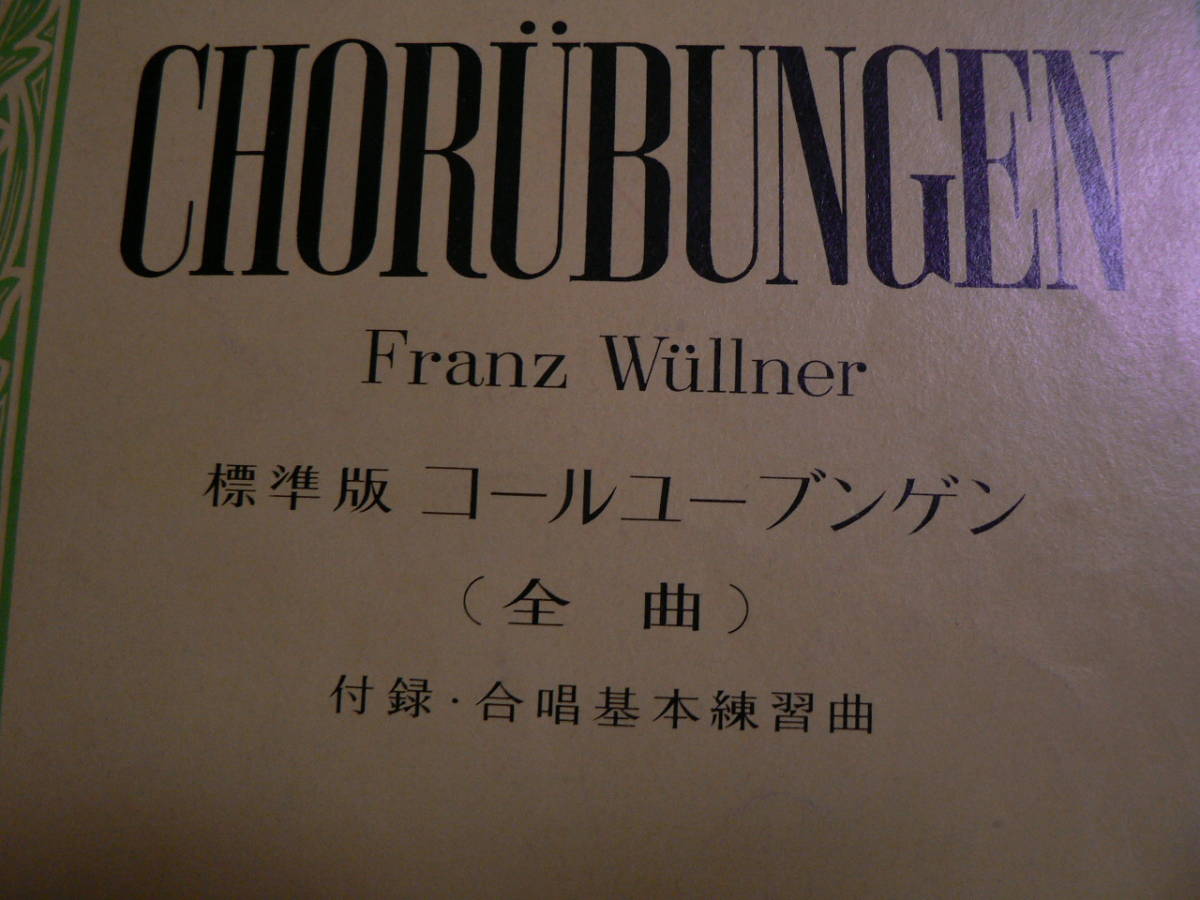 CHORÜBUNGEN
Franz Wüllner
標準版 コールユーブンゲン
(全 曲)
付録・合唱基本練習曲